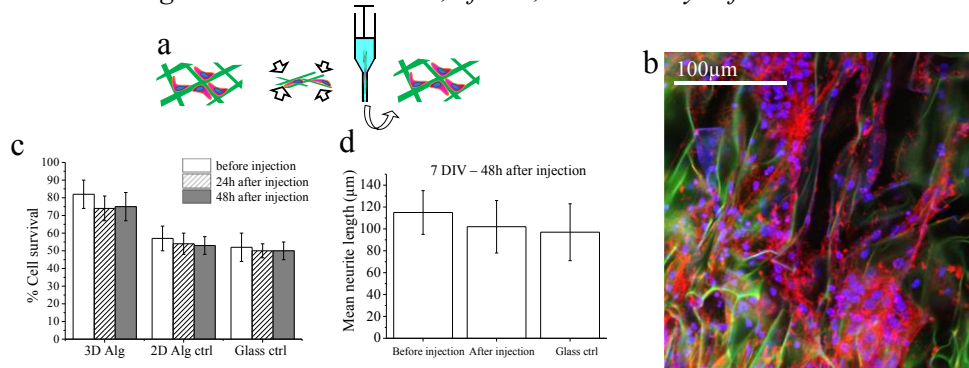 a
b
100µm
c
% Cell survival
100
90
80
70
60
50
40
30
20
10
0
before injection
24h after injection
48h after injection
3D Alg
2D Alg ctrl
Glass ctrl
d
7 DIV – 48h after injection
Mean neurite length (µm)
140
120
100
80
60
40
20
0
Before injection
After injection
Glass ctrl